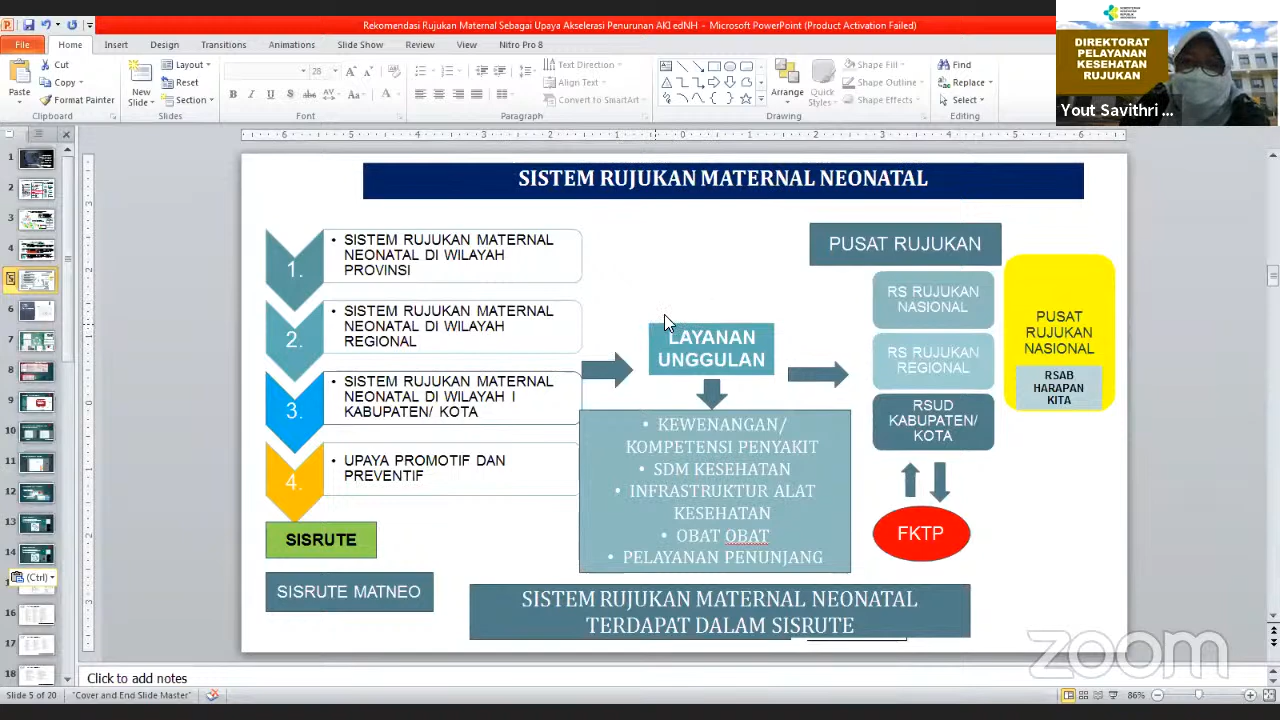 Rekomendasi Rujukan Maternal Sebagai Upaya Akselerasi Penurunan AKI edNH - Microsoft PowerPoint (Product Activation Failed)
File Home Insert Design Transitions Animations Slide Show Review View Nitro Pro 8
Paste
Cut
Copy
Format Painter
Clipboard
New
Slide
Layout
Reset
Section
Slides
28
Font
Text Direction
Align Text
Convert to SmartArt
Paragraph
Arrange
Quick
Styles
Shape Fill
Shape Outline
Shape Effects
Drawing
Find
Replace
Select
Editing
DIREKTORAT
PELAYANAN
KESEHATAN
RUJUKAN
Yout Savithri ...
SISTEM RUJUKAN MATERNAL NEONATAL
1.
• SISTEM RUJUKAN MATERNAL
NEONATAL DI WILAYAH
PROVINSI
2.
• SISTEM RUJUKAN MATERNAL
NEONATAL DI WILAYAH
REGIONAL
3.
• SISTEM RUJUKAN MATERNAL
NEONATAL DI WILAYAH I
KABUPATEN/ KOTA
4.
• UPAYA PROMOTIF DAN
PREVENTIF
SISRUTE
SISRUTE MATNEO
LAYANAN
UNGGULAN
• KEWENANGAN/
KOMPETENSI PENYAKIT
• SDM KESEHATAN
• INFRASTRUKTUR ALAT
KESEHATAN
• OBAT OBAT
• PELAYANAN PENUNJANG
PUSAT RUJUKAN
RS RUJUKAN
NASIONAL
RS RUJUKAN
REGIONAL
RSUD
KABUPATEN/
KOTA
FKTP
PUSAT
RUJUKAN
NASIONAL
RSAB
HARAPAN
KITA
SISTEM RUJUKAN MATERNAL NEONATAL
TERDAPAT DALAM SISRUTE
(Ctrl)
zoom
Click to add notes
Slide 5 of 20 "Cover and End Slide Master" 86%